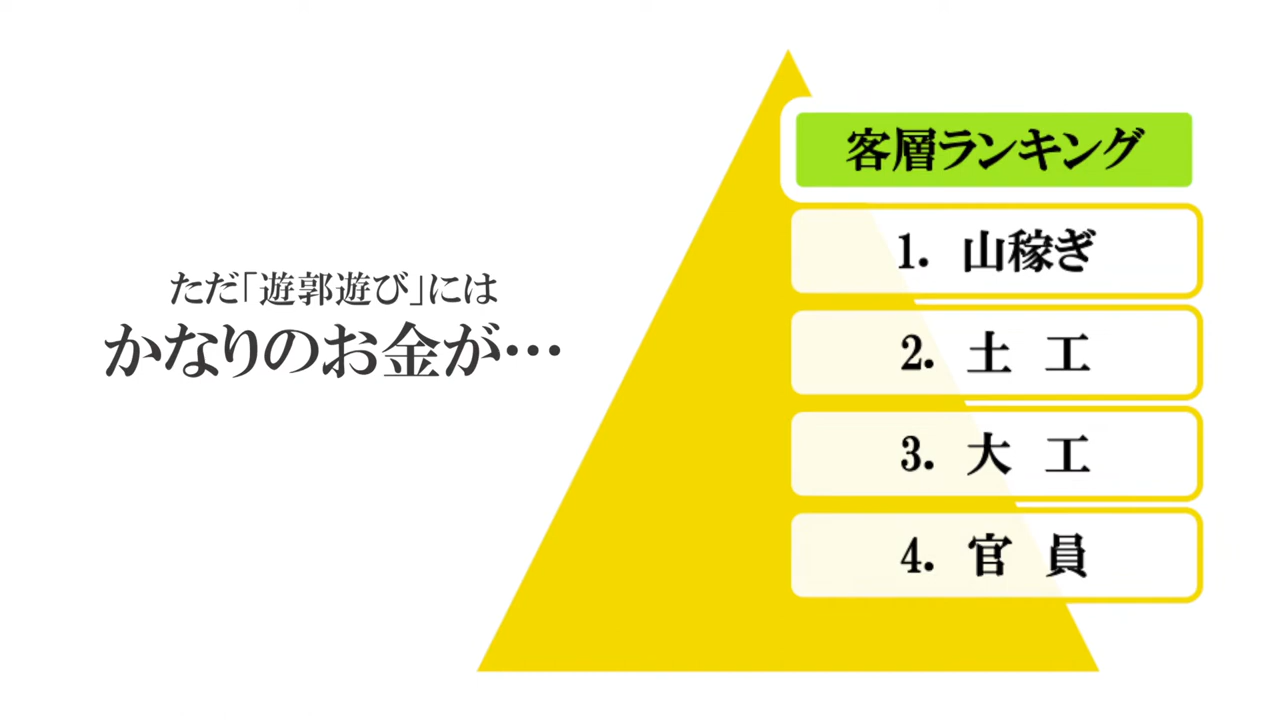 ただ「遊郭遊び」には
かなりのお金が…
客層ランキング
1. 山稼ぎ
2. 土 工
3. 大 工
4. 官 員